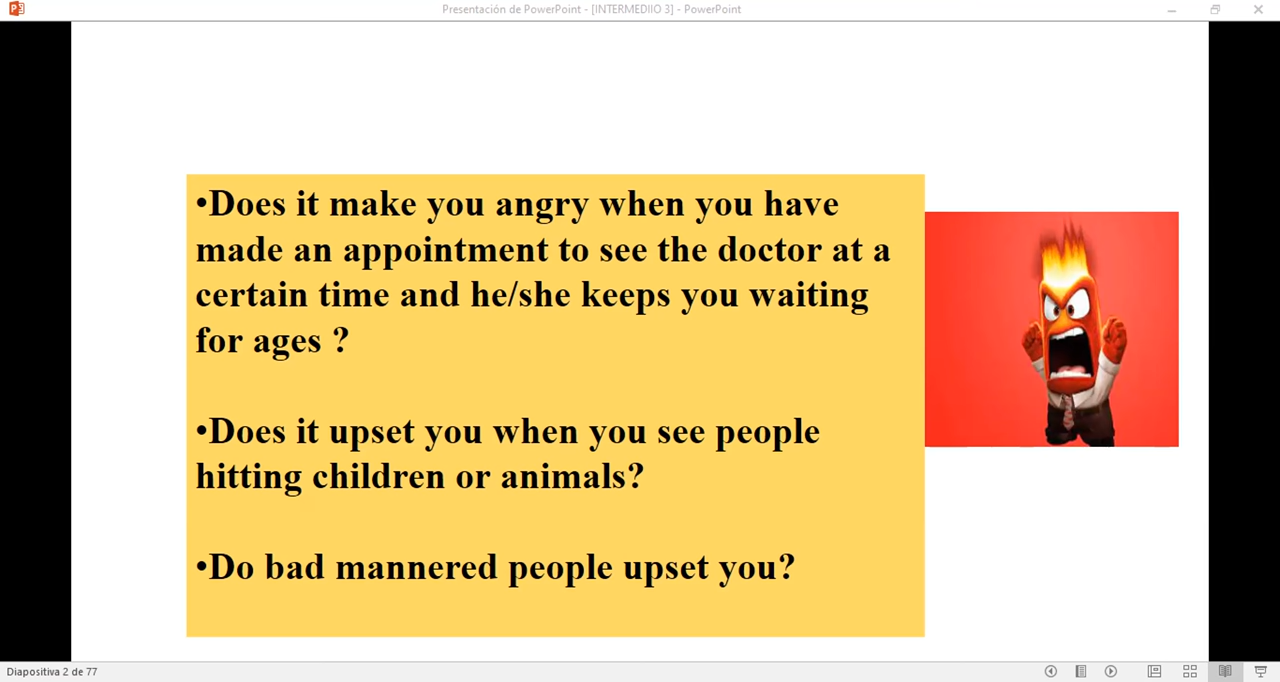 Presentación de PowerPoint - [INTERMEDIIO 3] - PowerPoint
•Does it make you angry when you have
made an appointment to see the doctor at a
certain time and he/she keeps you waiting
for ages ?
•Does it upset you when you see people
hitting children or animals?
•Do bad mannered people upset you?
Diapositiva 2 de 77